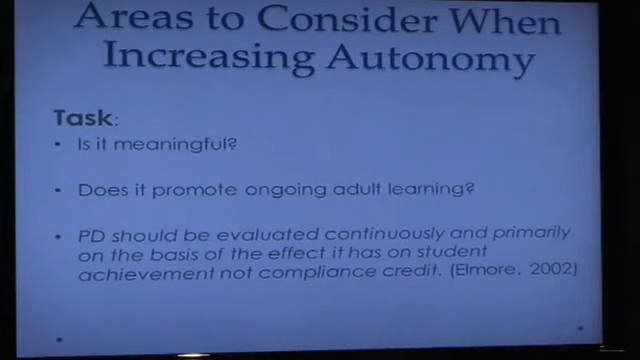 Areas to Consider When
Increasing Autonomy
Task:
• Is it meaningful?
• Does it promote ongoing adult learning?
• PD should be evaluated continuously and primarily
on the basis of the effect it has on student
achievement not compliance credit. (Elmore, 2002)